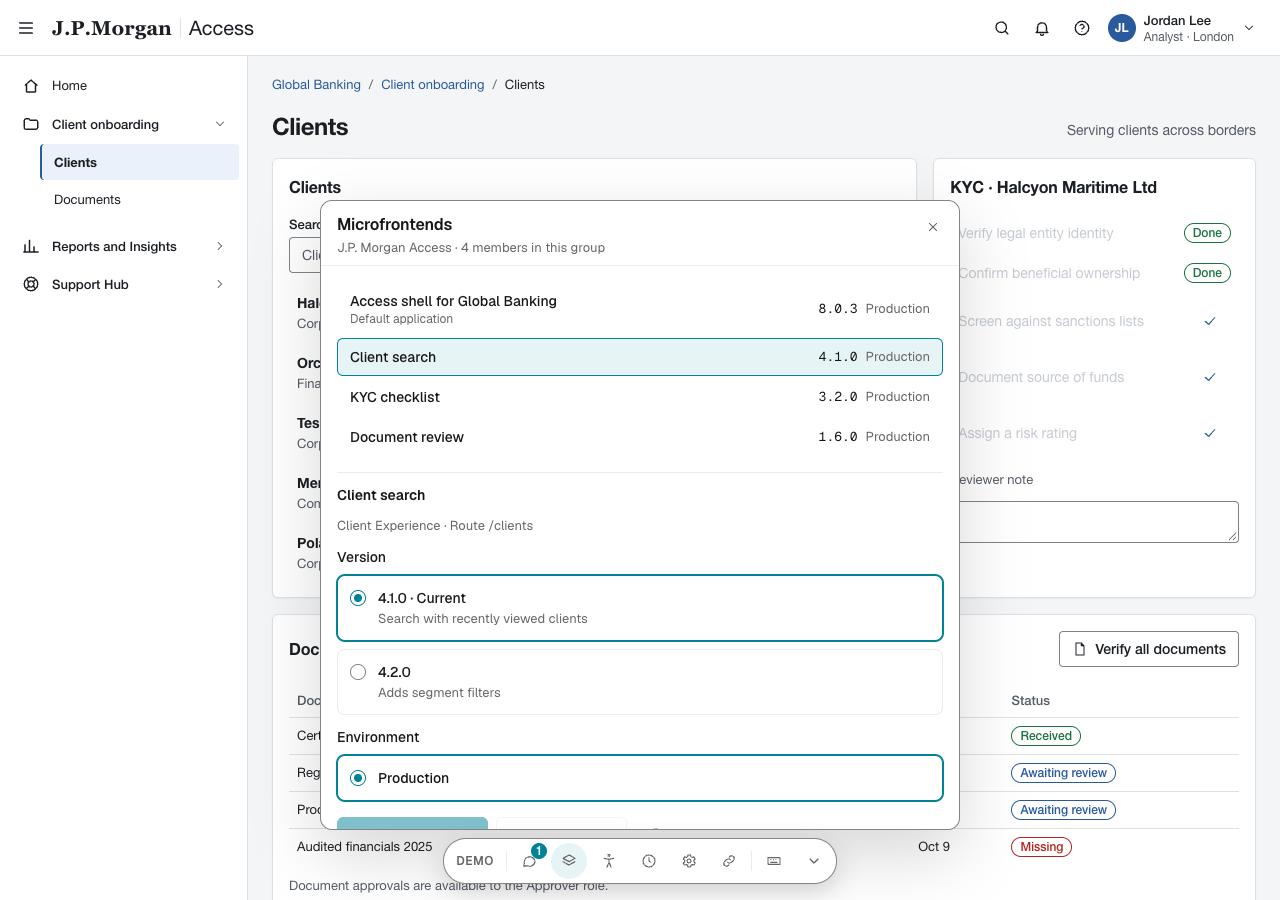 J.P.Morgan Access
JL
Jordan Lee
Analyst · London
Home
Client onboarding
Clients
Documents
Reports and Insights
Support Hub
Global Banking / Client onboarding / Clients
Clients
Serving clients across borders
Clients
KYC · Halcyon Maritime Ltd
Verify legal entity identity Done
Confirm beneficial ownership Done
Screen against sanctions lists
Document source of funds
Assign a risk rating
Microfrontends
J.P. Morgan Access · 4 members in this group
Access shell for Global Banking
Default application
8.0.3 Production
Client search 4.1.0 Production
KYC checklist 3.2.0 Production
Document review 1.6.0 Production
Client search
Client Experience · Route /clients
Version
4.1.0 · Current
Search with recently viewed clients
4.2.0
Adds segment filters
Environment
Production
note
Verify all documents
Status
Received
Awaiting review
Awaiting review
Audited financials 2025 Oct 9 Missing
Document approvals are available to the Approver role.
DEMO
1